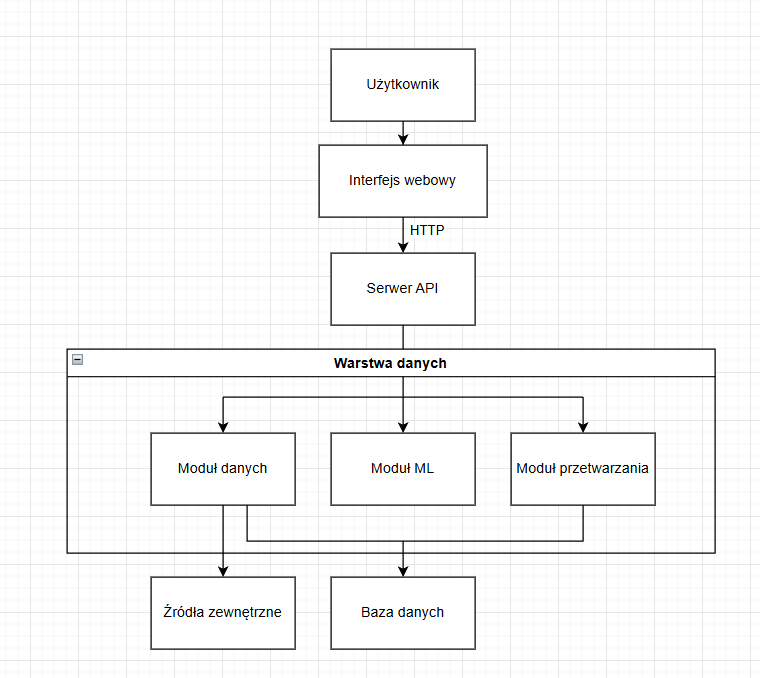 Użytkownik
Interfejs webowy
HTTP
Serwer API
Warstwa danych
Moduł danych
Moduł ML
Moduł przetwarzania
Źródła zewnętrzne
Baza danych